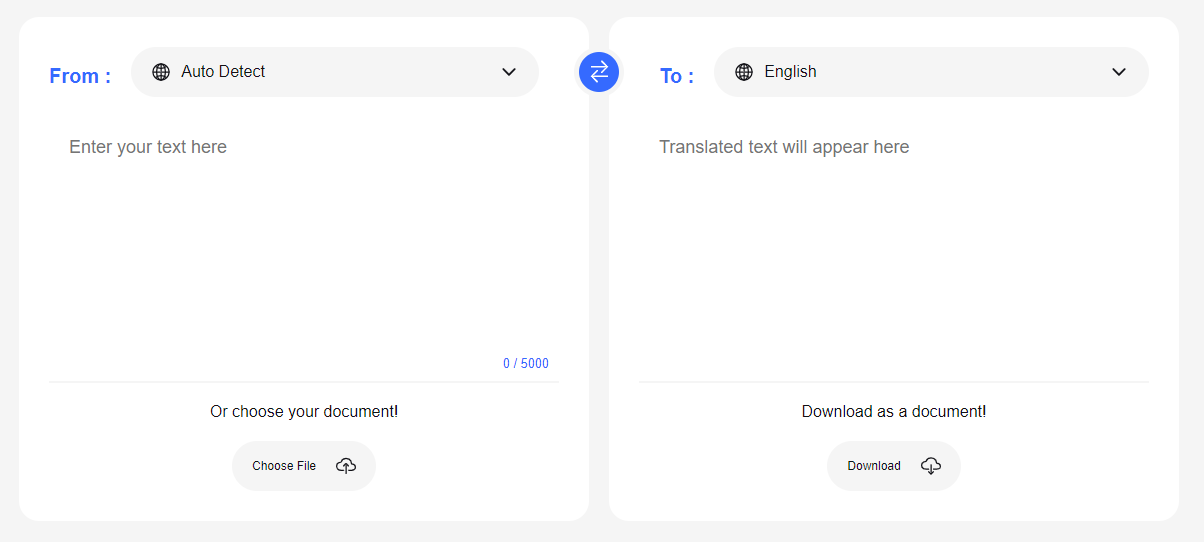 From :
Auto Detect
Enter your text here
0 / 5000
Or choose your document!
Choose File
To :
English
Translated text will appear here
Download as a document!
Download